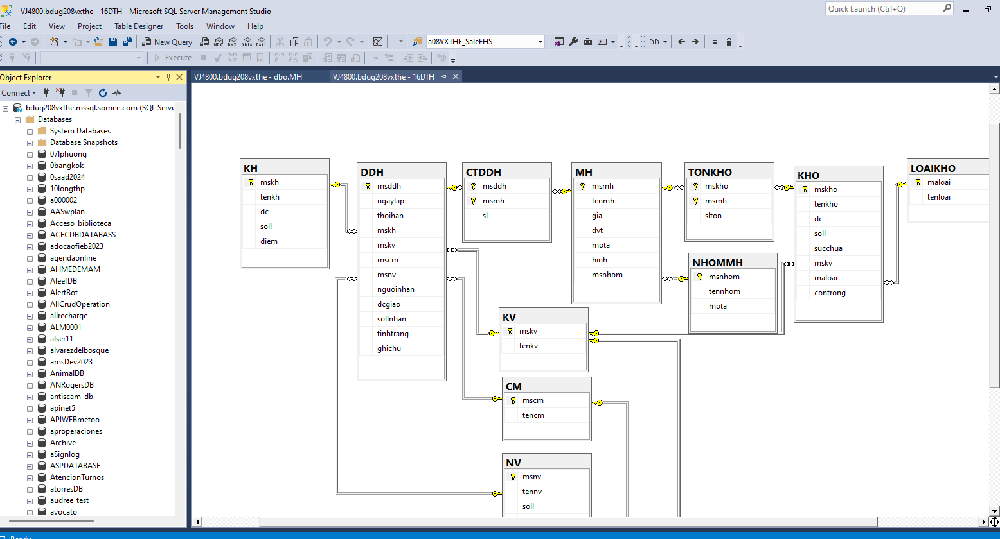 VJ4800.bdug208vxthe - 16DTH - Microsoft SQL Server Management Studio
Quick Launch (Ctrl+Q)
File Edit View Project Table Designer Tools Window Help
New Query MDX DMX XMLA DAX a08VXTHE_SaleFHS
Execute
Object Explorer
VJ4800.bdug208vxthe - dbo.MH
VJ4800.bdug208vxthe - 16DTH
Connect
bdug208vxthe.mssql.somee.com (SQL Serve
Databases
System Databases
Database Snapshots
07lphuong
0bangkok
0saad2024
10longthp
a000002
AASwplan
Acceso_biblioteca
ACFCDBDATABASS
adocaofieb2023
agendaonline
AHMEDEMAM
AleefDB
AlertBot
AllCrudOperation
allrecharge
ALM0001
alser11
alvarezdelbosque
amsDev2023
AnimalDB
ANRogersDB
antiscam-db
apinet5
APIWEBmetoo
aproperaciones
Archive
aSignlog
ASPDATABASE
AtencionTurnos
atorresDB
audree_test
avocato
KH
mskh
tenkh
dc
soll
diem
DDH
msddh
ngaylap
thoihan
mskh
mskv
mscm
msnv
nguoinhan
dcgiao
sollnhan
tinhtrang
ghichu
CTDDH
msddh
msmh
sl
MH
msmh
tenmh
gia
dvt
mota
hinh
msnhom
TONKHO
mskho
msmh
slton
NHOMMH
msnhom
tennhom
mota
KHO
mskho
tenkho
dc
soll
succhua
mskv
maloai
controng
LOAIKHO
maloai
tenloai
KV
mskv
tenkv
CM
mscm
tencm
NV
msnv
tennv
soll
Ready